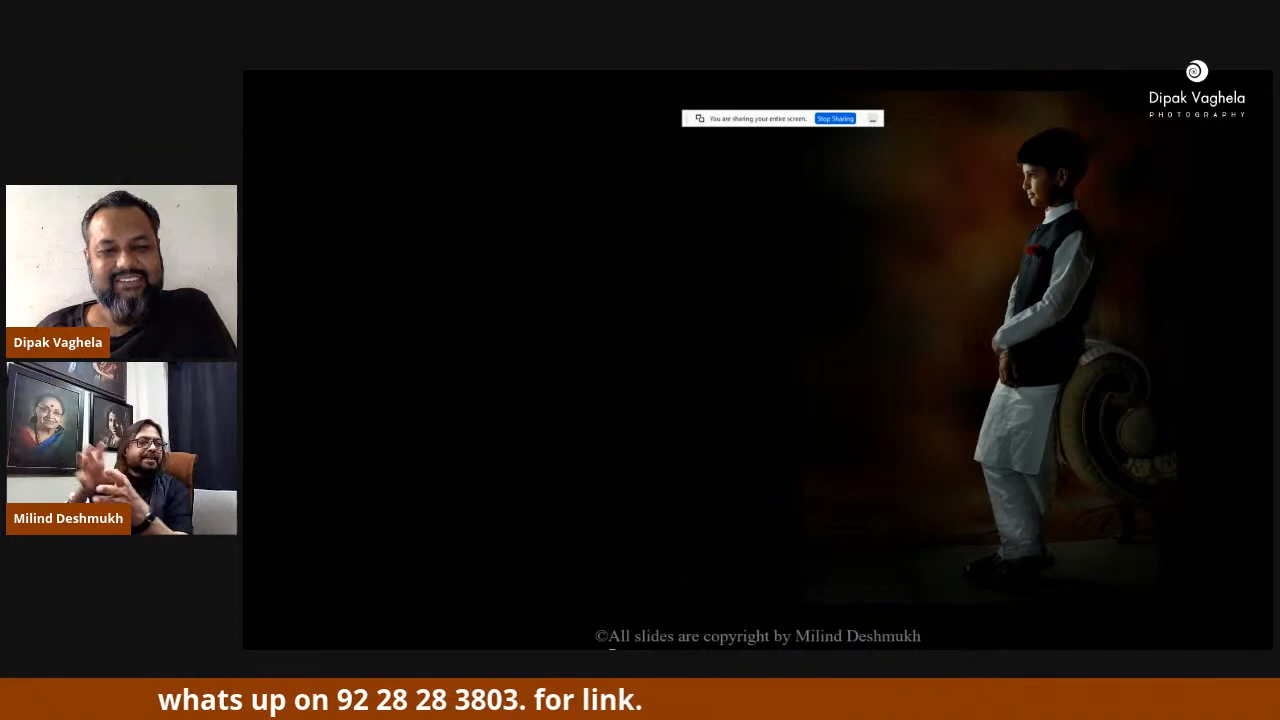 Dipak Vaghela
PHOTOGRAPHY
You are sharing your entire screen. Stop Sharing
Dipak Vaghela
Milind Deshmukh
©All slides are copyright by Milind Deshmukh
whats up on 92 28 28 3803. for link.